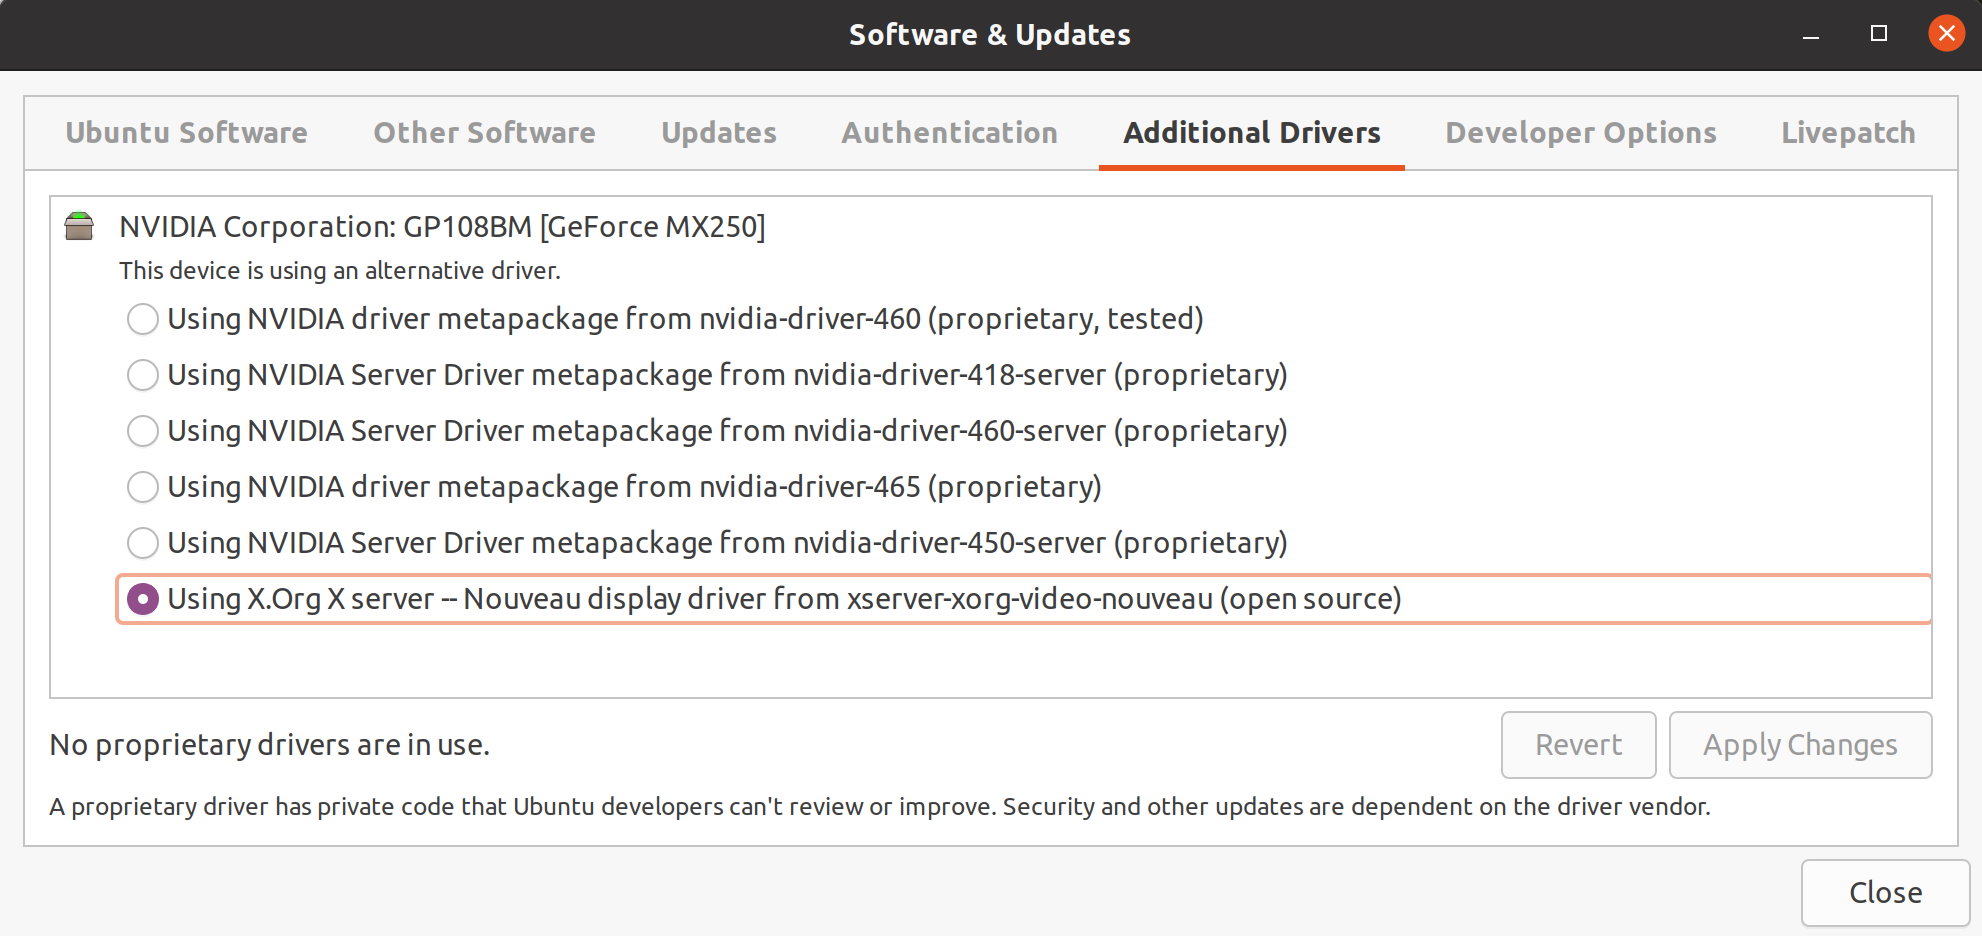 Software & Updates
Ubuntu Software Other Software Updates Authentication Additional Drivers Developer Options Livepatch
NVIDIA Corporation: GP108BM [GeForce MX250]
This device is using an alternative driver.
Using NVIDIA driver metapackage from nvidia-driver-460 (proprietary, tested)
Using NVIDIA Server Driver metapackage from nvidia-driver-418-server (proprietary)
Using NVIDIA Server Driver metapackage from nvidia-driver-460-server (proprietary)
Using NVIDIA driver metapackage from nvidia-driver-465 (proprietary)
Using NVIDIA Server Driver metapackage from nvidia-driver-450-server (proprietary)
Using X.Org X server -- Nouveau display driver from xserver-xorg-video-nouveau (open source)
No proprietary drivers are in use. Revert Apply Changes
A proprietary driver has private code that Ubuntu developers can't review or improve. Security and other updates are dependent on the driver vendor.
Close